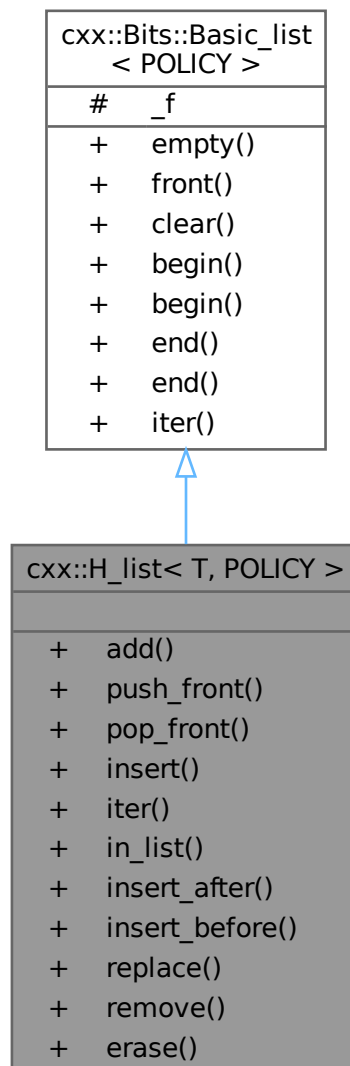 cxx::Bits::Basic_list
< POLICY >
# _f
+ empty()
+ front()
+ clear()
+ begin()
+ begin()
+ end()
+ end()
+ iter()
cxx::H_list< T, POLICY >
+ add()
+ push_front()
+ pop_front()
+ insert()
+ iter()
+ in_list()
+ insert_after()
+ insert_before()
+ replace()
+ remove()
+ erase()